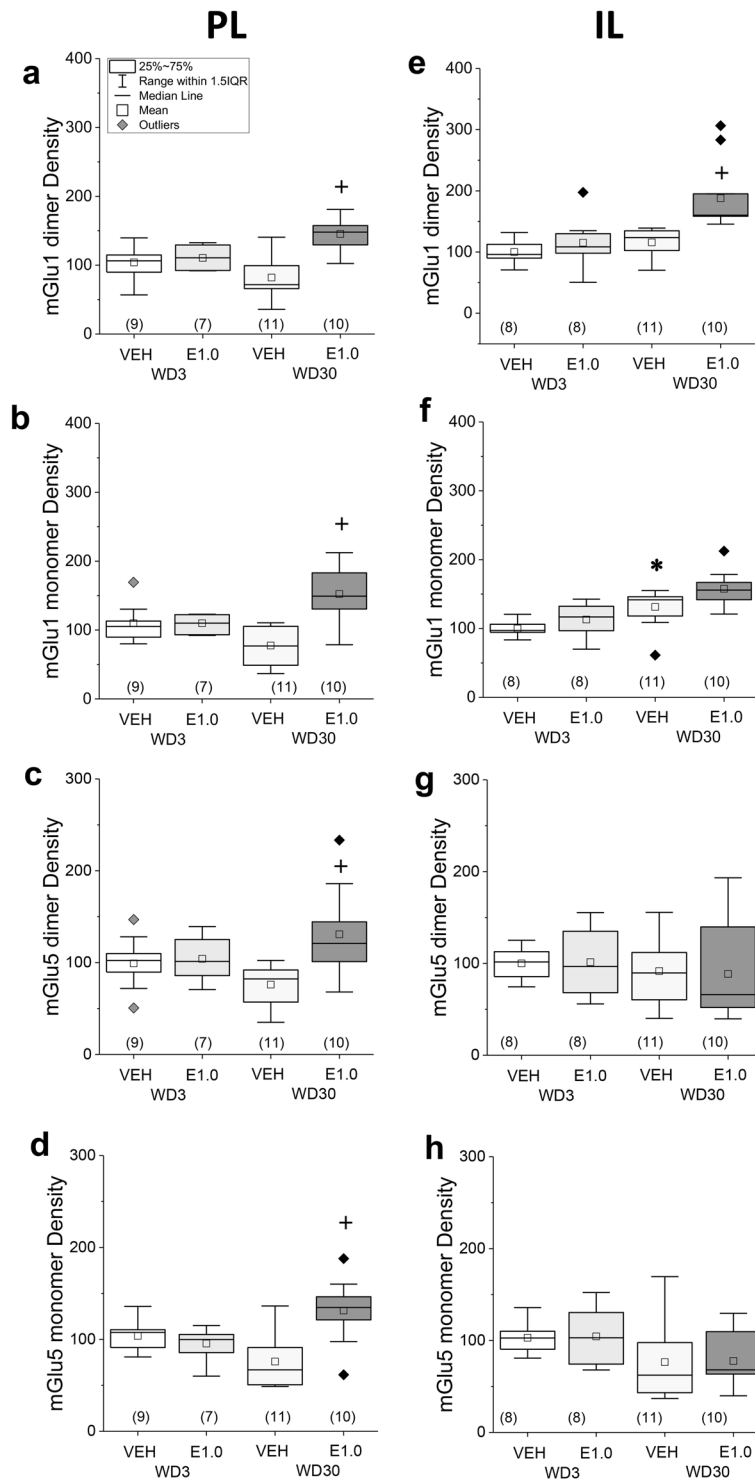 PL
IL
a
25%~75%
Range within 1.5IQR
Median Line
Mean
Outliers
mGlu1 dimer Density
400
300
200
100
0
+
(9) (7) (11) (10)
VEH E1.0 VEH E1.0
WD3 WD30
e
mGlu1 dimer Density
400
300
200
100
0
+
(8) (8) (11) (10)
VEH E1.0 VEH E1.0
WD3 WD30
b
mGlu1 monomer Density
400
300
200
100
0
+
(9) (7) (11) (10)
VEH E1.0 VEH E1.0
WD3 WD30
f
mGlu1 monomer Density
400
300
200
100
0
*
(8) (8) (11) (10)
VEH E1.0 VEH E1.0
WD3 WD30
c
mGlu5 dimer Density
300
200
100
0
+
(9) (7) (11) (10)
VEH E1.0 VEH E1.0
WD3 WD30
g
mGlu5 dimer Density
300
200
100
0
(8) (8) (11) (10)
VEH E1.0 VEH E1.0
WD3 WD30
d
mGlu5 monomer Density
300
200
100
0
+
(9) (7) (11) (10)
VEH E1.0 VEH E1.0
WD3 WD30
h
mGlu5 monomer Density
300
200
100
0
(8) (8) (11) (10)
VEH E1.0 VEH E1.0
WD3 WD30